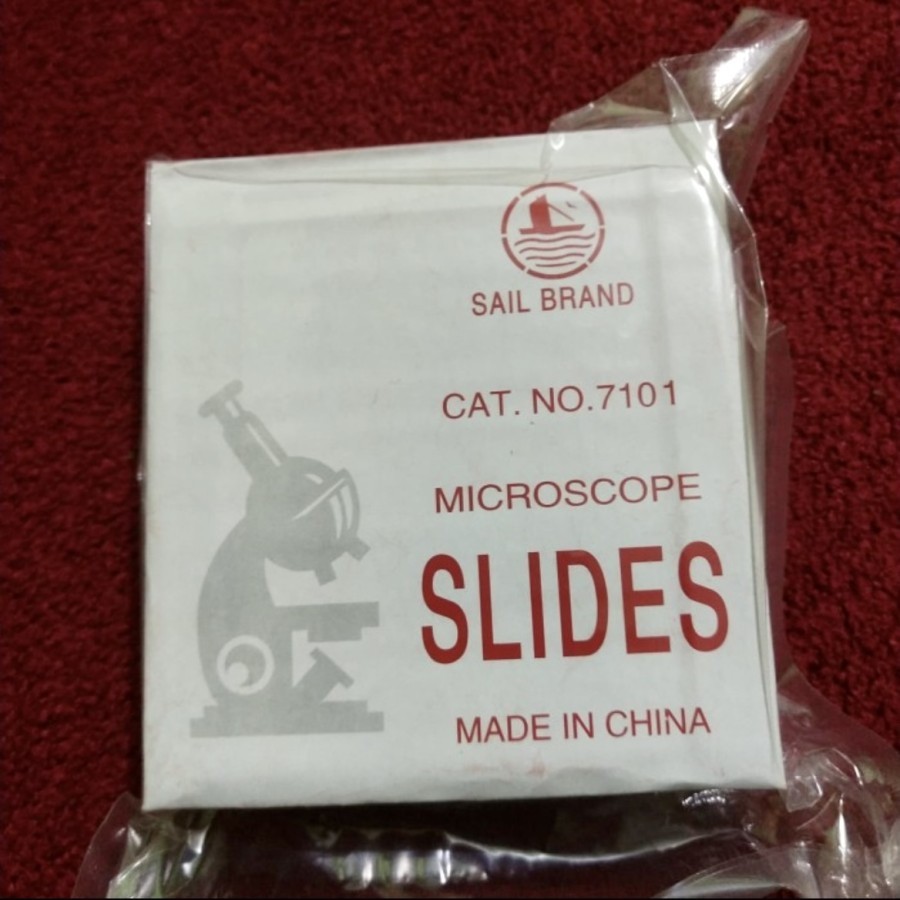 SAIL BRAND
CAT. NO.7101
MICROSCOPE
SLIDES
MADE IN CHINA